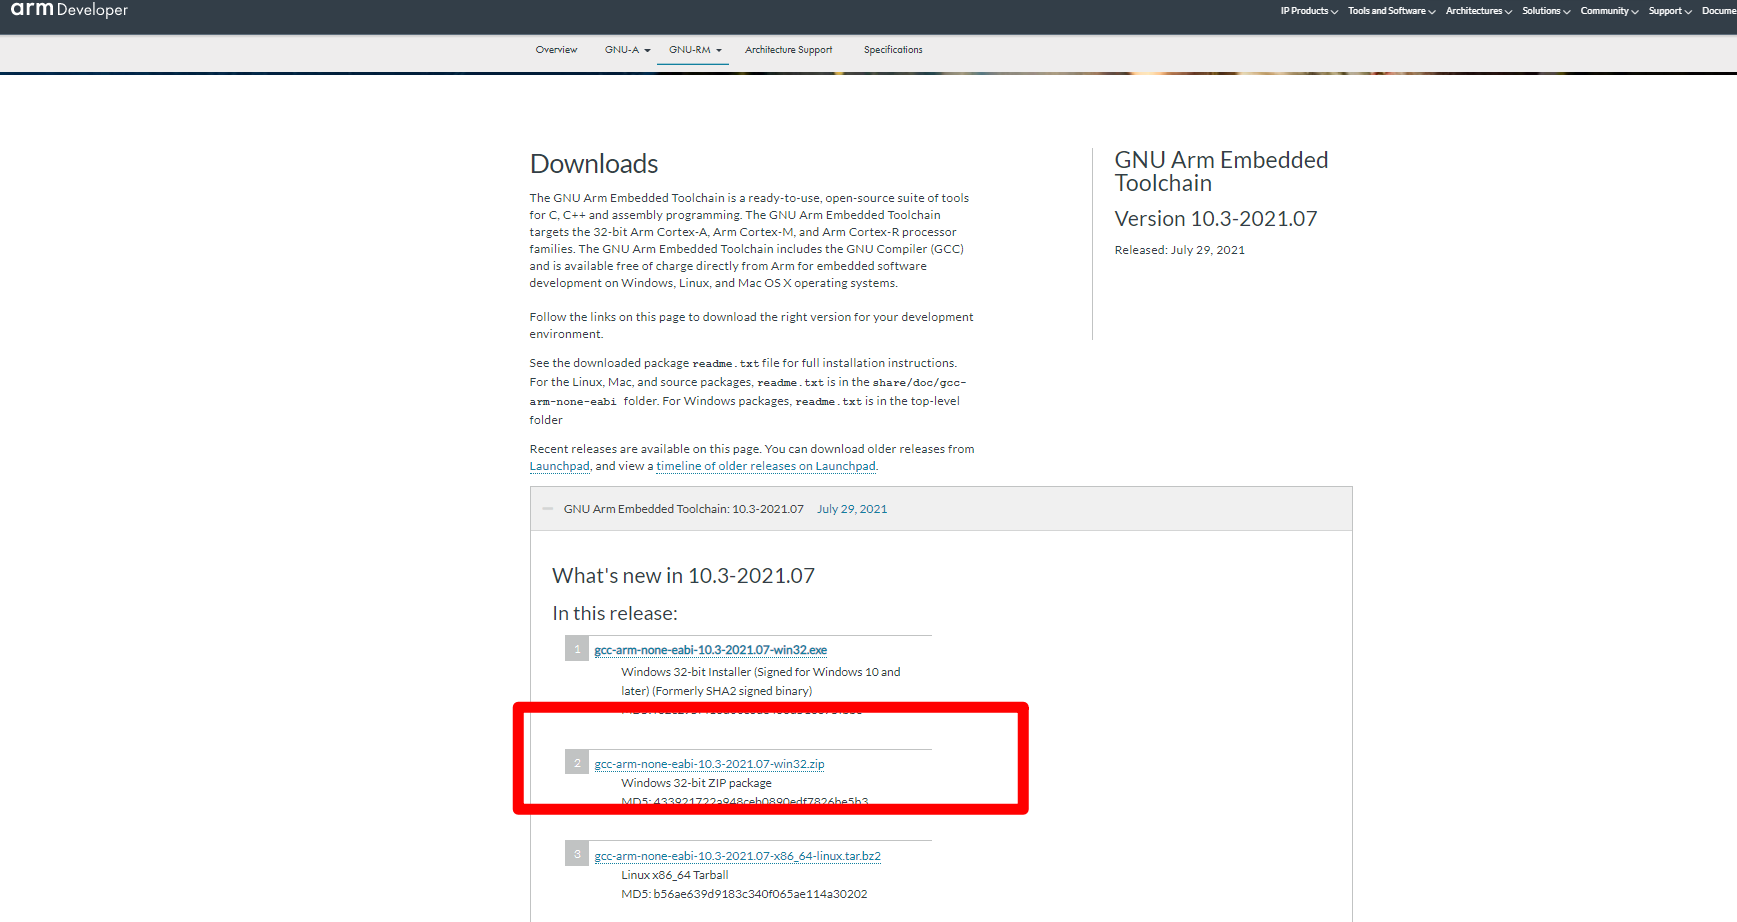 arm Developer
IP Products Tools and Software Architectures Solutions Community Support Docume
Overview GNU-A GNU-RM Architecture Support Specifications
Downloads
The GNU Arm Embedded Toolchain is a ready-to-use, open-source suite of tools
for C, C++ and assembly programming. The GNU Arm Embedded Toolchain
targets the 32-bit Arm Cortex-A, Arm Cortex-M, and Arm Cortex-R processor
families. The GNU Arm Embedded Toolchain includes the GNU Compiler (GCC)
and is available free of charge directly from Arm for embedded software
development on Windows, Linux, and Mac OS X operating systems.
Follow the links on this page to download the right version for your development
environment.
See the downloaded package readme.txt file for full installation instructions.
For the Linux, Mac, and source packages, readme.txt is in the share/doc/gcc-
arm-none-eabi folder. For Windows packages, readme.txt is in the top-level
folder
Recent releases are available on this page. You can download older releases from
Launchpad, and view a timeline of older releases on Launchpad.
GNU Arm Embedded
Toolchain
Version 10.3-2021.07
Released: July 29, 2021
GNU Arm Embedded Toolchain: 10.3-2021.07 July 29, 2021
What's new in 10.3-2021.07
In this release:
1 gcc-arm-none-eabi-10.3-2021.07-win32.exe
Windows 32-bit Installer (Signed for Windows 10 and
later) (Formerly SHA2 signed binary)
2 gcc-arm-none-eabi-10.3-2021.07-win32.zip
Windows 32-bit ZIP package
MD5: 433921722a948ceb0890edf7826be5b3
3 gcc-arm-none-eabi-10.3-2021.07-x86_64-linux.tar.bz2
Linux x86_64 Tarball
MD5: b56ae639d9183c340f065ae114a30202